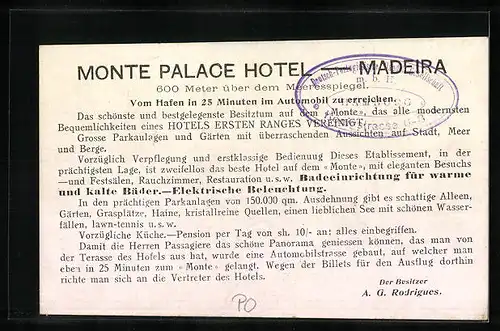 MONTE PALACE HOTEL — MADEIRA
600 Meter über dem Meeresspiegel.
Vom Hafen in 25 Minuten im Automobil zu erreichen.
Das schönste und bestgelegenste Besitztum auf dem «Monte», das alle modernsten
Bequemlichkeiten eines HOTELS ERSTEN RANGES VEREINIGT.
Grosse Parkanlagen und Gärten mit überraschenden Aussichten auf Stadt, Meer
und Berge.
Vorzüglich Verpflegung und erstklassige Bedienung Dieses Etablissement, in der
prächtigsten Lage, ist zweifellos das beste Hotel auf dem «Monte», mit eleganten Besuchs
—und Festsälen, Rauchzimmer, Restauration u.s.w. Badeeinrichtung für warme
und kalte Bäder.—Elektrische Beleuchtung.
In den prächtigen Parkanlagen von 150.000 qm. Ausdehnung gibt es schattige Alleen,
Gärten, Grasplätze, Haine, kristallreine Quellen, einen lieblichen See mit schönen Wasser-
fällen, lawn-tennis u.s.w.
Vorzügliche Küche.—Pension per Tag von sh. 10/- an: alles einbegriffen.
Damit die Herren Passagiere das schöne Panorama geniessen können, das man von
der Terasse des Hofels aus hat, wurde eine Automobilstrasse gebaut, auf welcher man
eben in 25 Minuten zum «Monte» gelangt. Wegen der Billets für den Austlug dorthin
richte man sich an die Vertreter des Hotels.
Der Besitzer
A. G. Rodrigues.
m. b. H.
PO